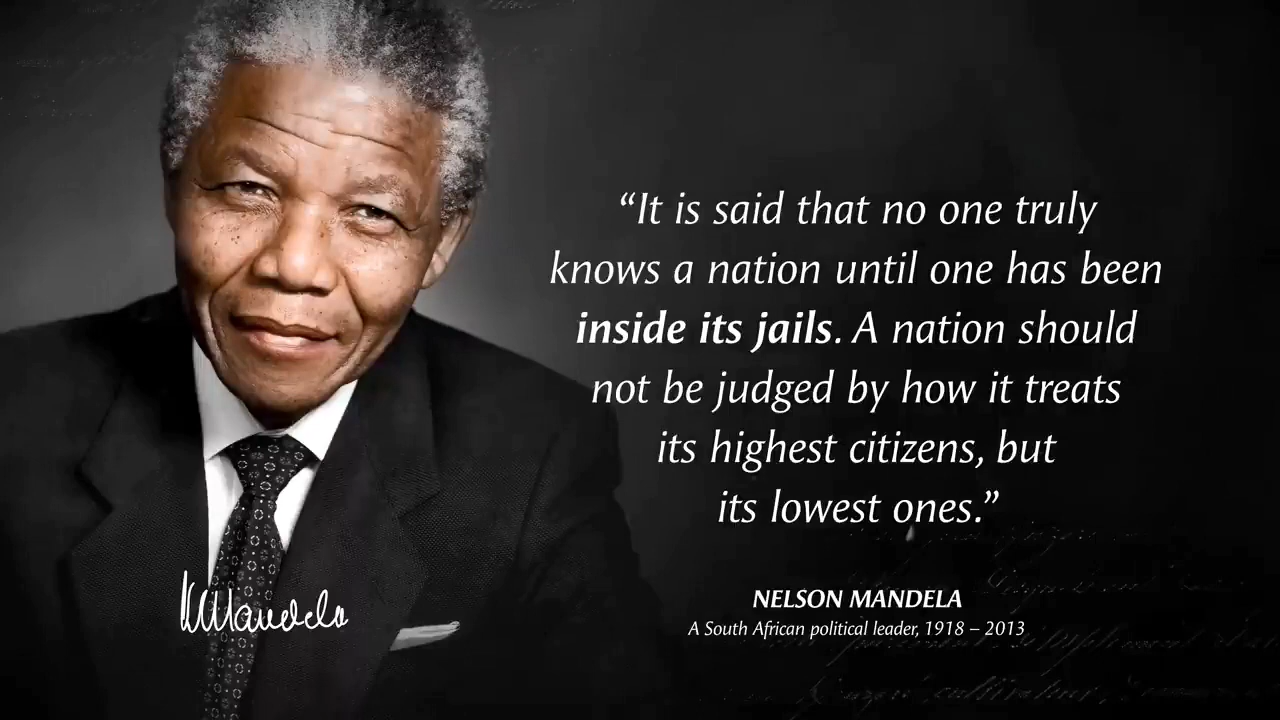 “It is said that no one truly
knows a nation until one has been
inside its jails. A nation should
not be judged by how it treats
its highest citizens, but
its lowest ones.”
NELSON MANDELA
A South African political leader, 1918 – 2013
NMandela